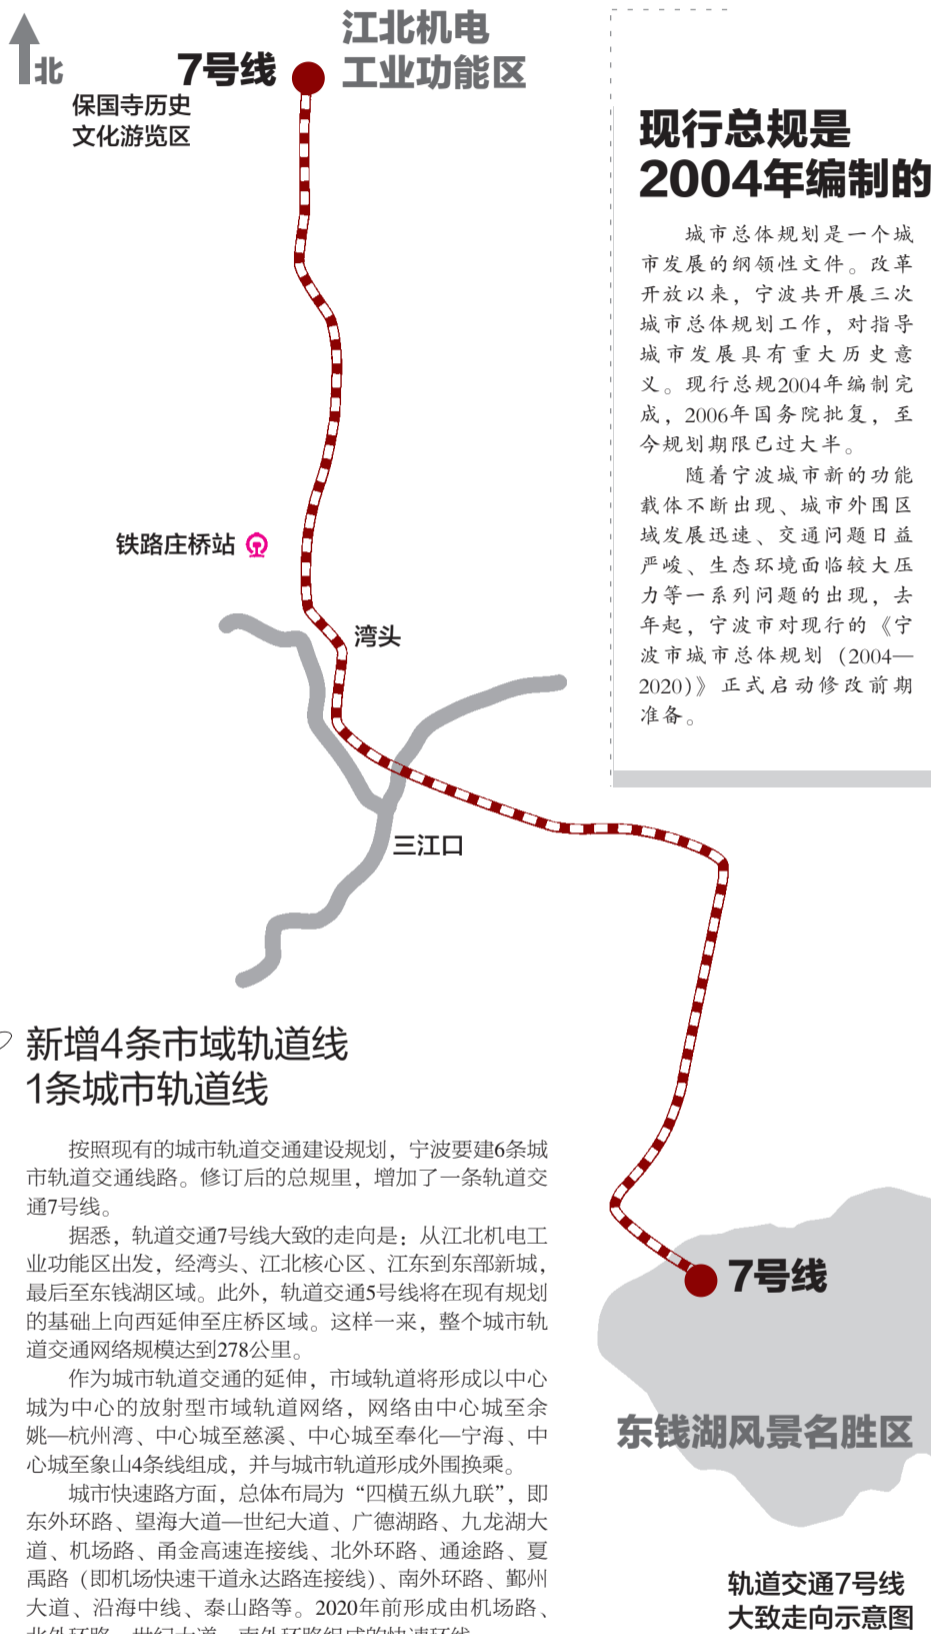 北
7号线
江北机电
工业功能区
保国寺历史
文化游览区
铁路庄桥站
湾头
三江口
现行总规是
2004年编制的
城市总体规划是一个城
市发展的纲领性文件。改革
开放以来，宁波共开展三次
城市总体规划工作，对指导
城市发展具有重大历史意
义。现行总规2004年编制完
成，2006年国务院批复，至
今规划期限已过大半。
随着宁波城市新的功能
载体不断出现、城市外围区
域发展迅速、交通问题日益
严峻、生态环境面临较大压
力等一系列问题的出现，去
年起，宁波市对现行的《宁
波市城市总体规划（2004—
2020)》正式启动修改前期
准备。
新增4条市域轨道线
1条城市轨道线
按照现有的城市轨道交通建设规划，宁波要建6条城
市轨道交通线路。修订后的总规里，增加了一条轨道交
通7号线。
据悉，轨道交通7号线大致的走向是：从江北机电工
业功能区出发，经湾头、江北核心区、江东到东部新城，
最后至东钱湖区域。此外，轨道交通5号线将在现有规划
的基础上向西延伸至庄桥区域。这样一来，整个城市轨
道交通网络规模达到278公里。
作为城市轨道交通的延伸，市域轨道将形成以中心
城为中心的放射型市域轨道网络，网络由中心城至余
姚—杭州湾、中心城至慈溪、中心城至奉化—宁海、中
心城至象山4条线组成，并与城市轨道形成外围换乘。
城市快速路方面，总体布局为“四横五纵九联”，即
东外环路、望海大道—世纪大道、广德湖路、九龙湖大
道、机场路、甬金高速连接线、北外环路、通途路、夏
禹路（即机场快速干道永达路连接线)、南外环路、鄞州
大道、沿海中线、泰山路等。2020年前形成由机场路、
北外环路、世纪大道、南外环路组成的快速环线
7号线
东钱湖风景名胜区
轨道交通7号线
大致走向示意图